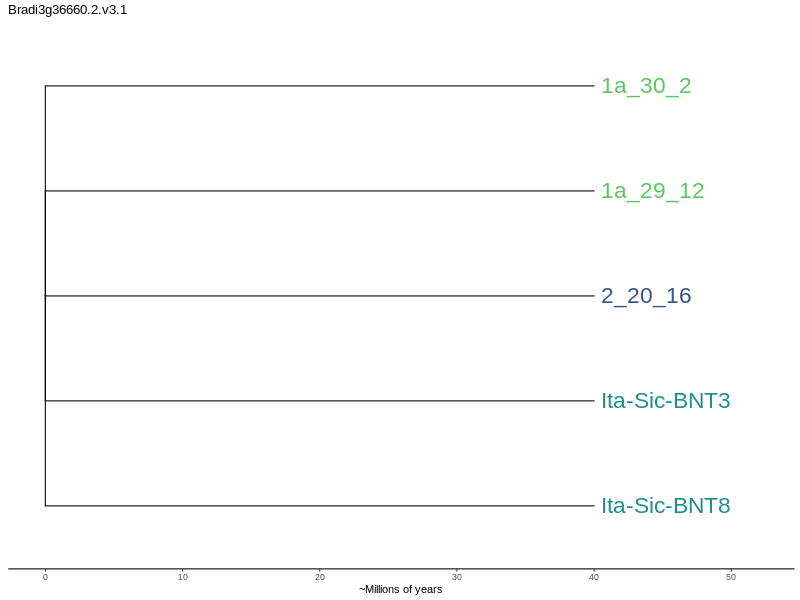 Bradi3g36660.2.v3.1
1a_30_2
1a_29_12
2_20_16
Ita-Sic-BNT3
Ita-Sic-BNT8
0 10 20 30 40 50
~Millions of years